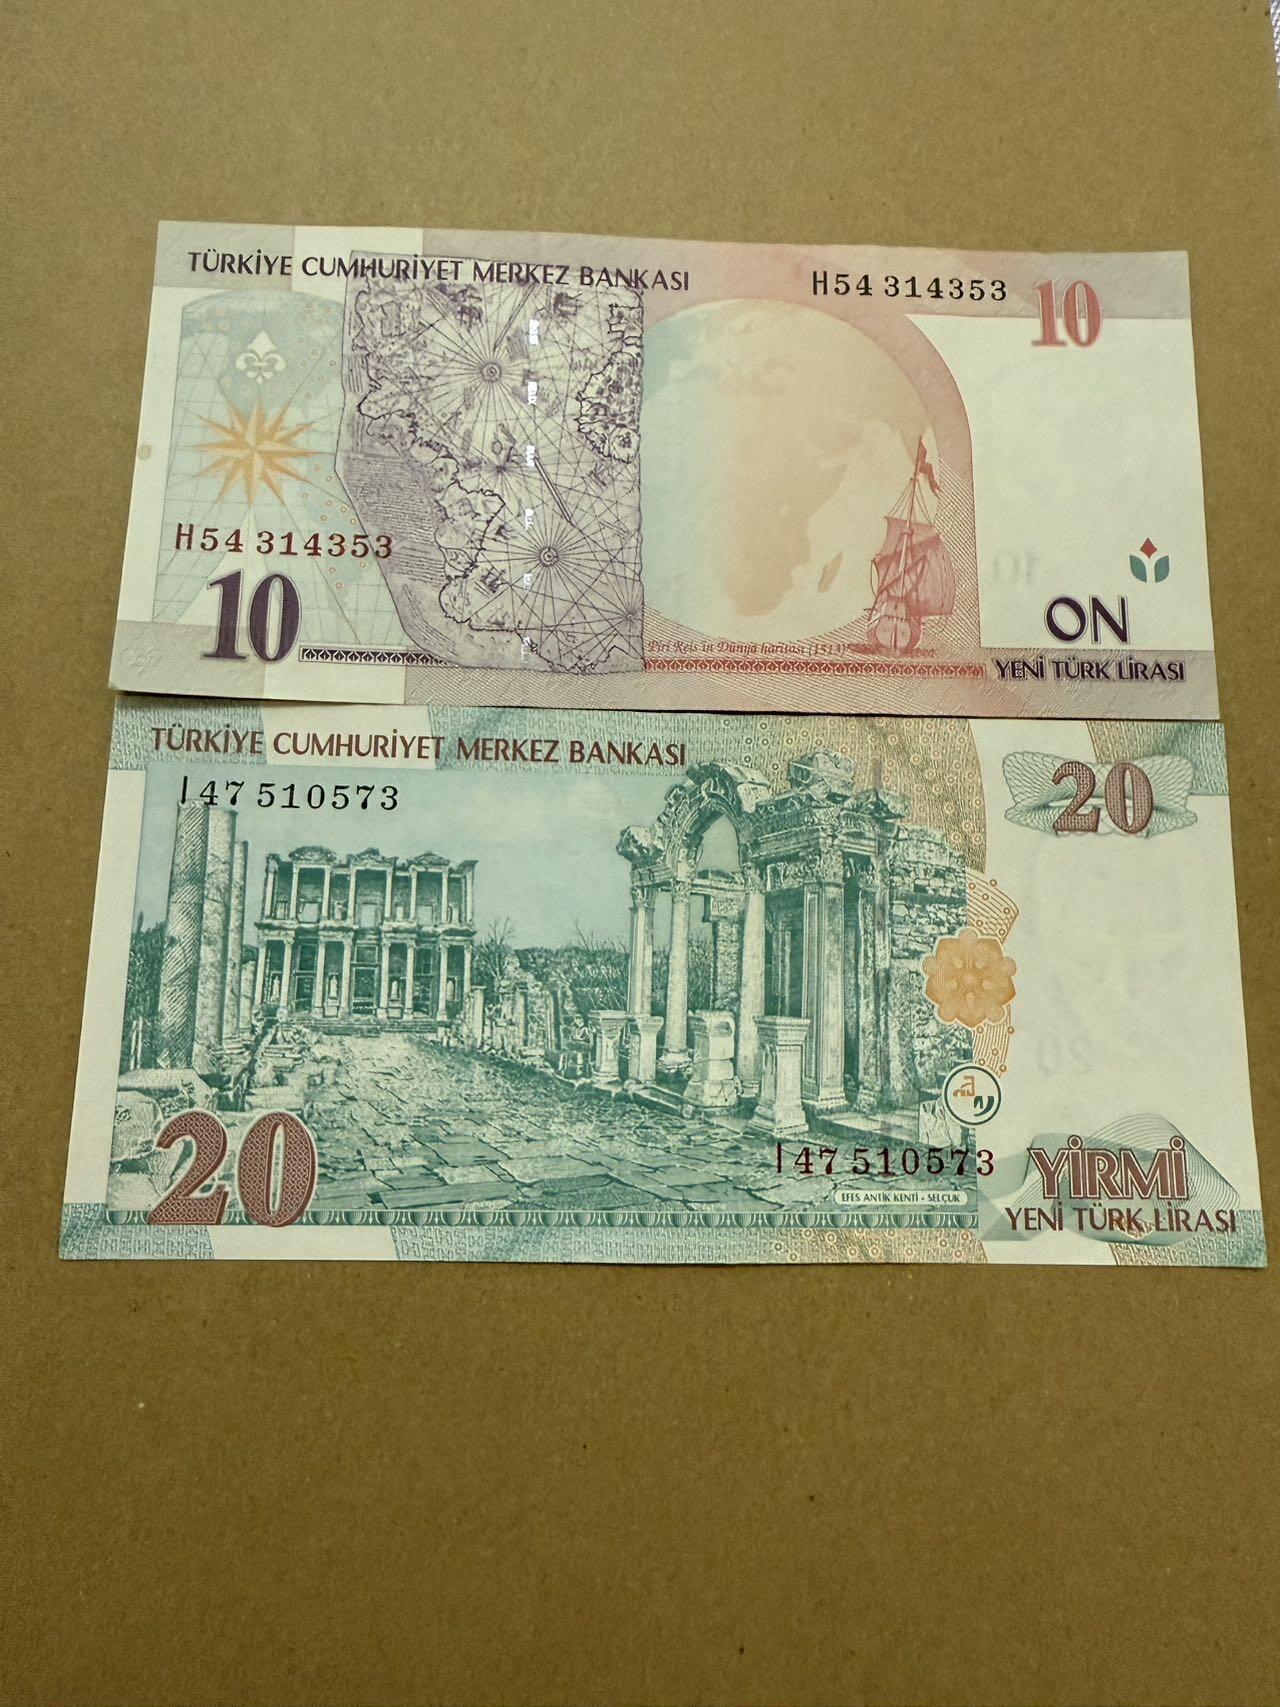 TÜRKİYE CUMHURİYET MERKEZ BANKASI
H54 314353
10
H54 314353
10
Piri Reis'in Dünya haritası (1513)
ON
YENİ TÜRK LİRASI
TÜRKİYE CUMHURİYET MERKEZ BANKASI
I47 510573
20
20
I47 510573
EFES ANTİK KENTİ - SELÇUK
YİRMİ
YENİ TÜRK LİRASI